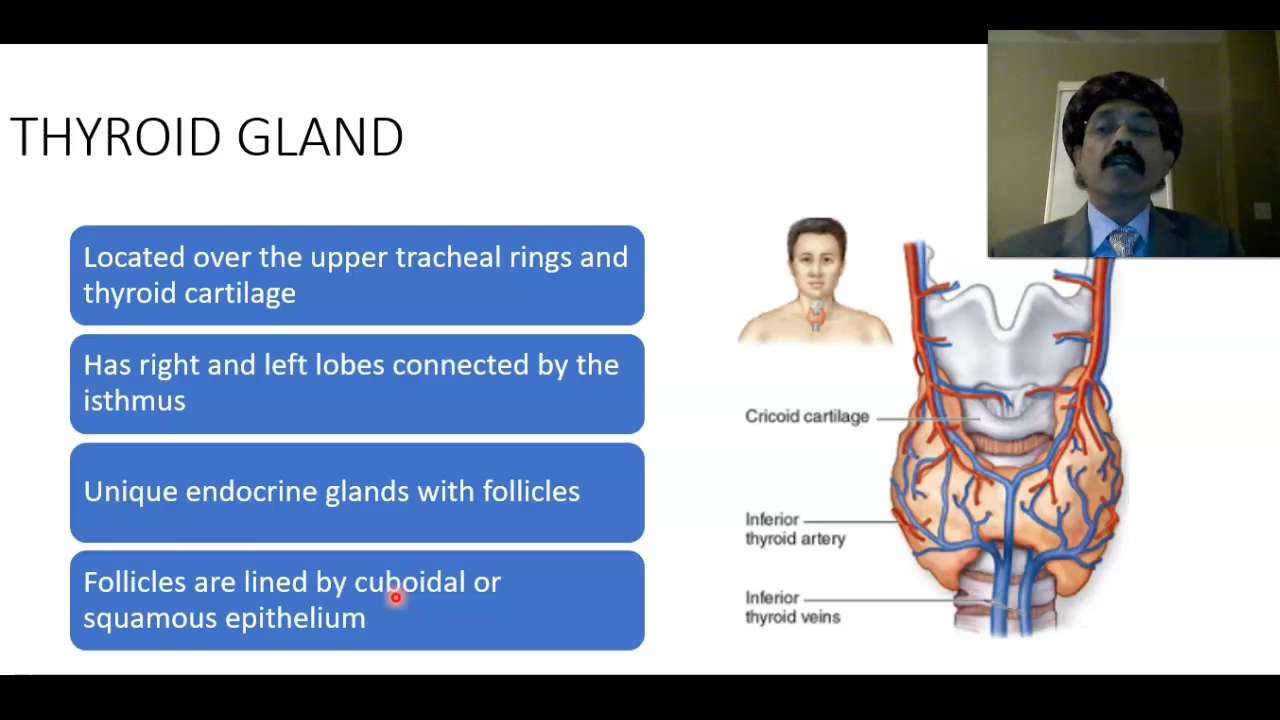 THYROID GLAND
Located over the upper tracheal rings and
thyroid cartilage
Has right and left lobes connected by the
isthmus
Unique endocrine glands with follicles
Follicles are lined by cuboidal or
squamous epithelium
Cricoid cartilage
Inferior
thyroid artery
Inferior
thyroid veins